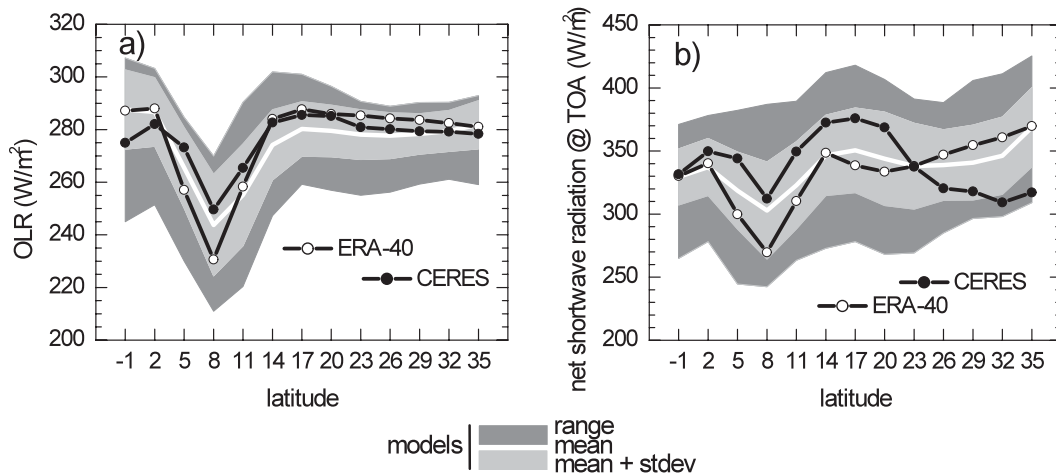 a)
OLR (W/m²)
320
300
280
260
240
220
200
ERA-40
CERES
-1 2 5 8 11 14 17 20 23 26 29 32 35
latitude
b)
net shortwave radiation @ TOA (W/m²)
450
400
350
300
250
200
CERES
ERA-40
-1 2 5 8 11 14 17 20 23 26 29 32 35
latitude
models
range
mean
mean + stdev